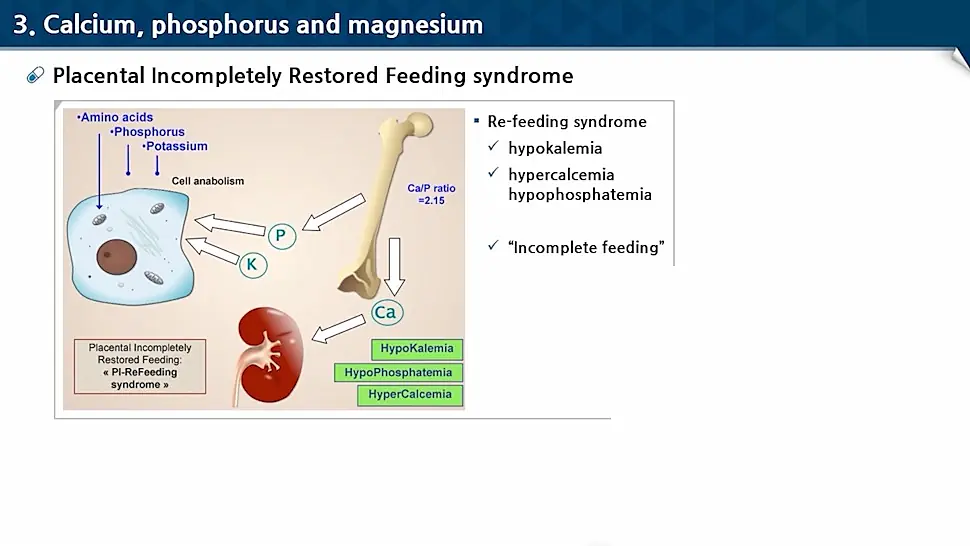 3. Calcium, phosphorus and magnesium
Placental Incompletely Restored Feeding syndrome
•Amino acids
•Phosphorus
•Potassium
Cell anabolism
Ca/P ratio
=2.15
P
K
Ca
Placental Incompletely
Restored Feeding:
« PI-ReFeeding
syndrome »
HypoKalemia
HypoPhosphatemia
HyperCalcemia
▪ Re-feeding syndrome
✓ hypokalemia
✓ hypercalcemia
hypophosphatemia
✓ “Incomplete feeding”